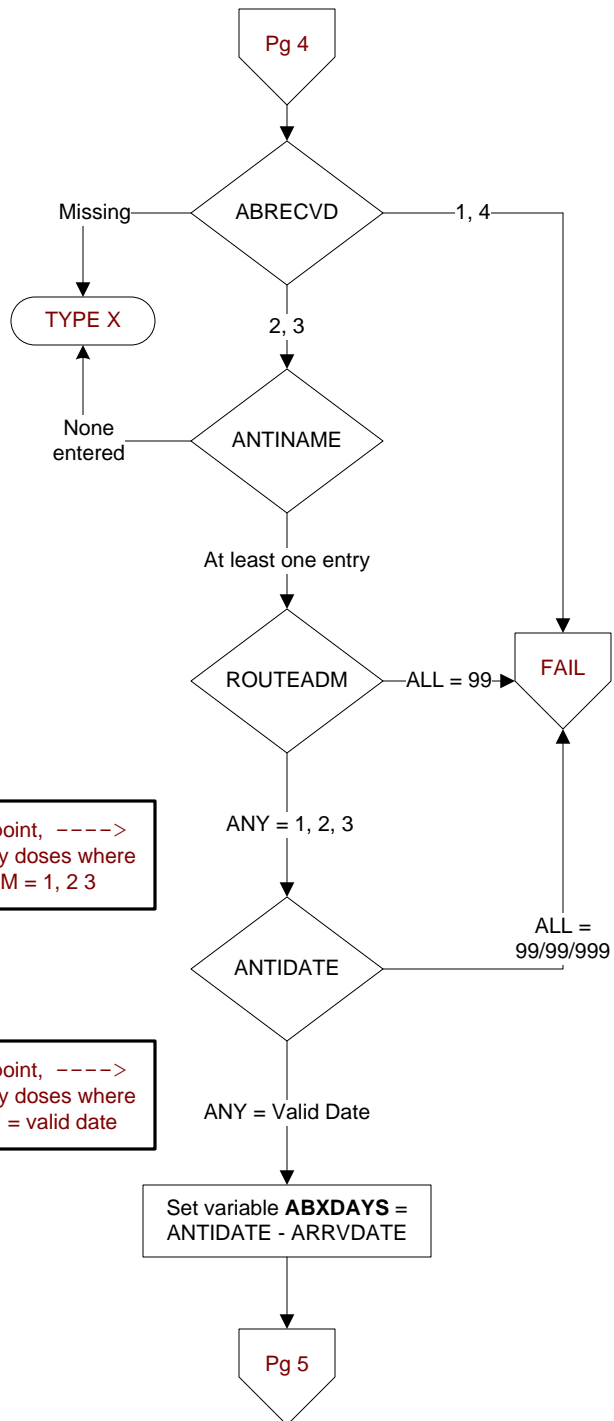 Pg 4
ABRECVD
Missing
1, 4
TYPE X
2, 3
ANTINAME
None
entered
At least one entry
ROUTEADM
ALL = 99
FAIL
ANY = 1, 2, 3
point, ---->
y doses where
M = 1, 2 3
ANTIDATE
ALL =
99/99/999
point, ---->
y doses where
= valid date
ANY = Valid Date
Set variable ABXDAYS =
ANTIDATE - ARRVDATE
Pg 5